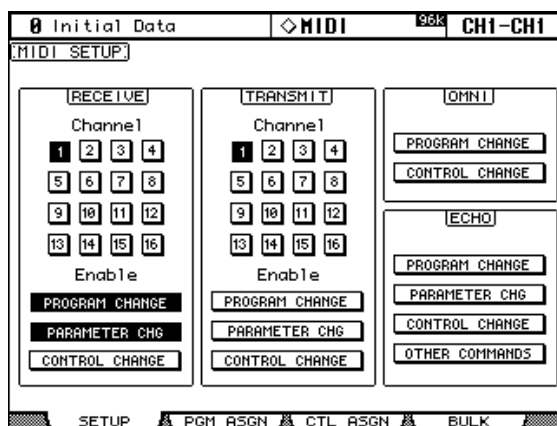 0 Initial Data ◇MIDI 96k CH1-CH1
MIDI SETUP
RECEIVE
Channel
1 2 3 4
5 6 7 8
9 10 11 12
13 14 15 16
Enable
PROGRAM CHANGE
PARAMETER CHG
CONTROL CHANGE
TRANSMIT
Channel
1 2 3 4
5 6 7 8
9 10 11 12
13 14 15 16
Enable
PROGRAM CHANGE
PARAMETER CHG
CONTROL CHANGE
OMNI
PROGRAM CHANGE
CONTROL CHANGE
ECHO
PROGRAM CHANGE
PARAMETER CHG
CONTROL CHANGE
OTHER COMMANDS
SETUP PGM ASGN CTL ASGN BULK